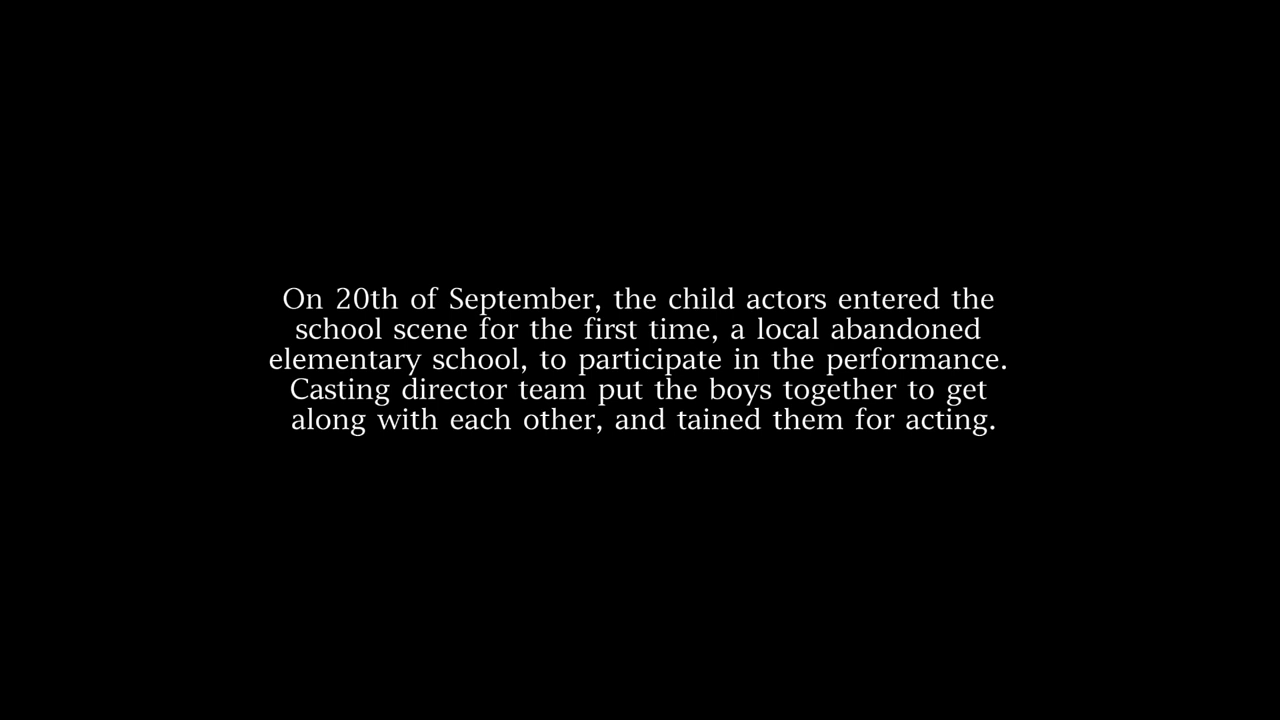 On 20th of September, the child actors entered the
school scene for the first time, a local abandoned
elementary school, to participate in the performance.
Casting director team put the boys together to get
along with each other, and tained them for acting.